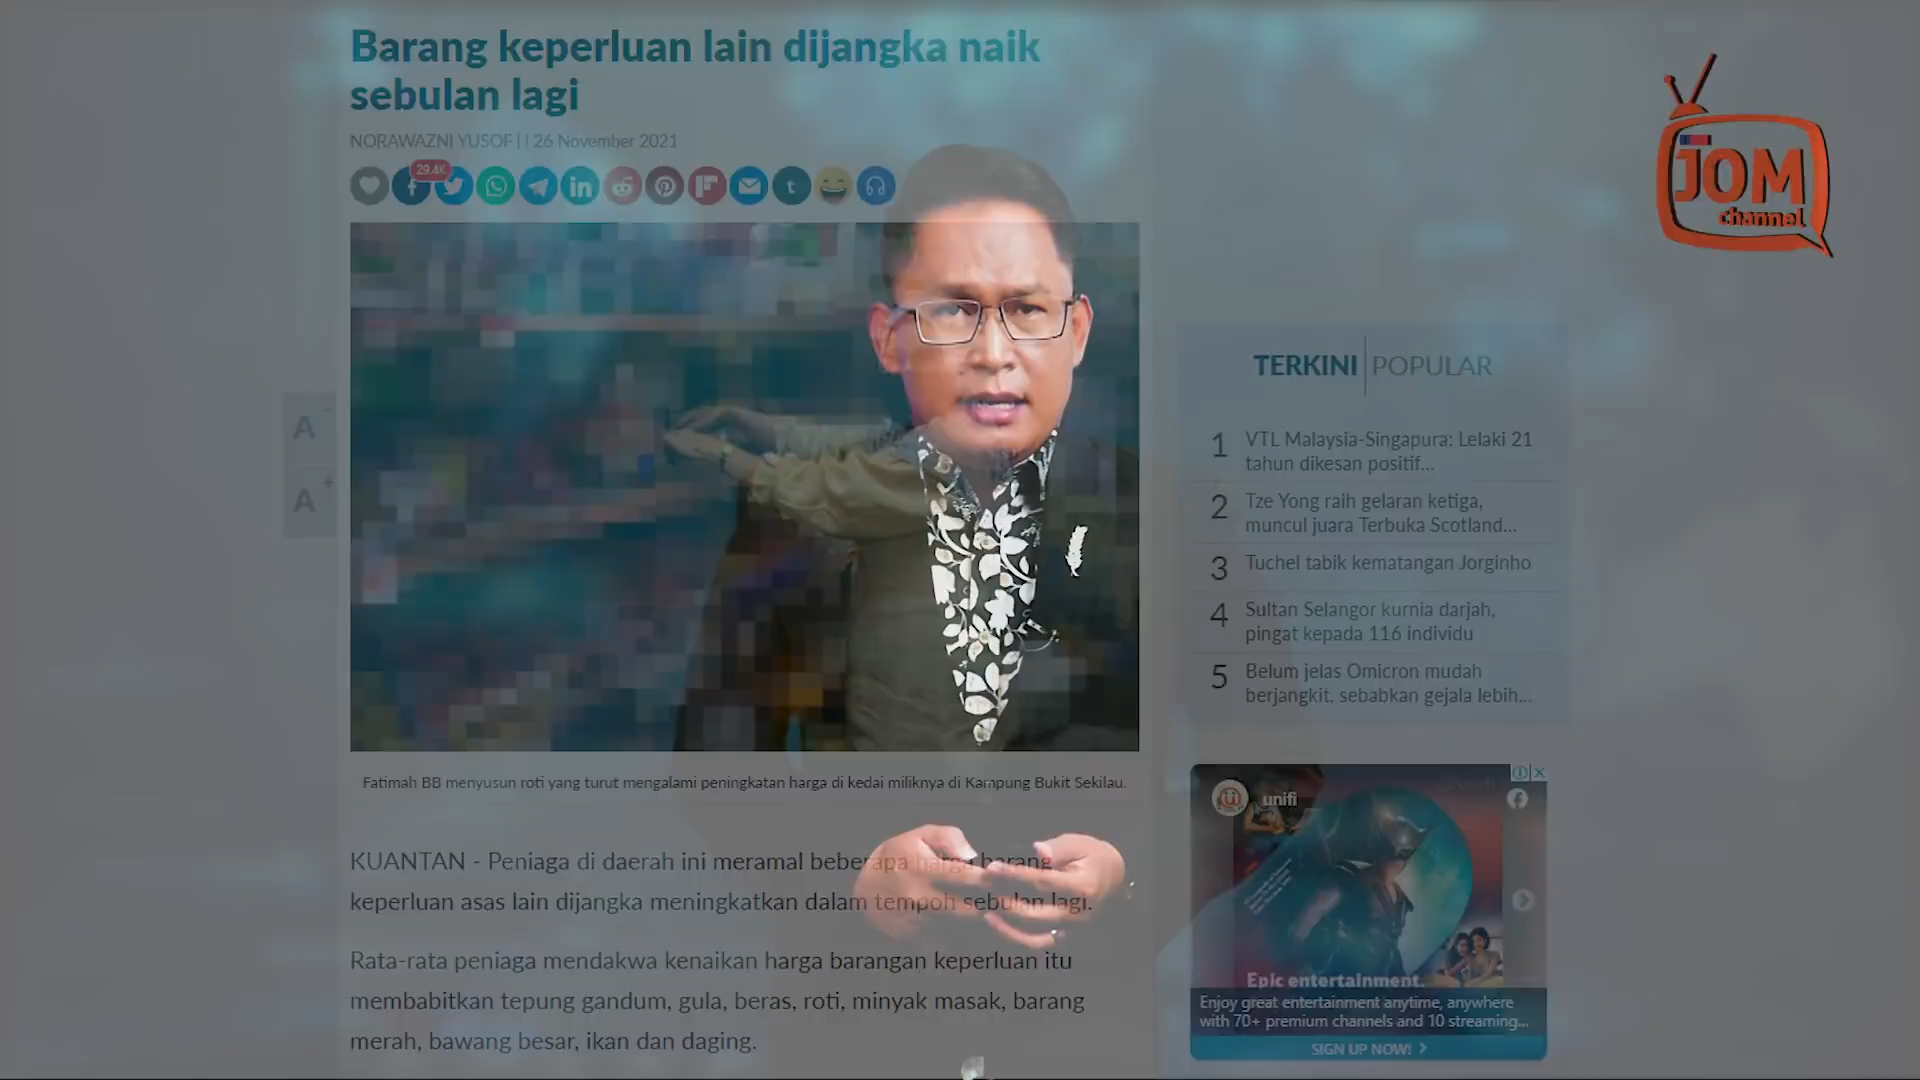 Barang keperluan lain dijangka naik
sebulan lagi
NORAWAZNI YUSOF | | 26 November 2021
29.4K
JOM
channel
A-
A+
TERKINI | POPULAR
1 VTL Malaysia-Singapura: Lelaki 21
tahun dikesan positif...
2 Tze Yong raih gelaran ketiga,
muncul juara Terbuka Scotland...
3 Tuchel tabik kematangan Jorginho
4 Sultan Selangor kurnia darjah,
pingat kepada 116 individu
5 Belum jelas Omicron mudah
berjangkit, sebabkan gejala lebih...
Fatimah BB menyusun roti yang turut mengalami peningkatan harga di kedai miliknya di Kampung Bukit Sekilau.
KUANTAN - Peniaga di daerah ini meramal beberapa harga barang
keperluan asas lain dijangka meningkatkan dalam tempoh sebulan lagi.
Rata-rata peniaga mendakwa kenaikan harga barangan keperluan itu
membabitkan tepung gandum, gula, beras, roti, minyak masak, barang
merah, bawang besar, ikan dan daging.
unifi
Epic entertainment.
Enjoy great entertainment anytime, anywhere
with 70+ premium channels and 10 streaming...
SIGN UP NOW!